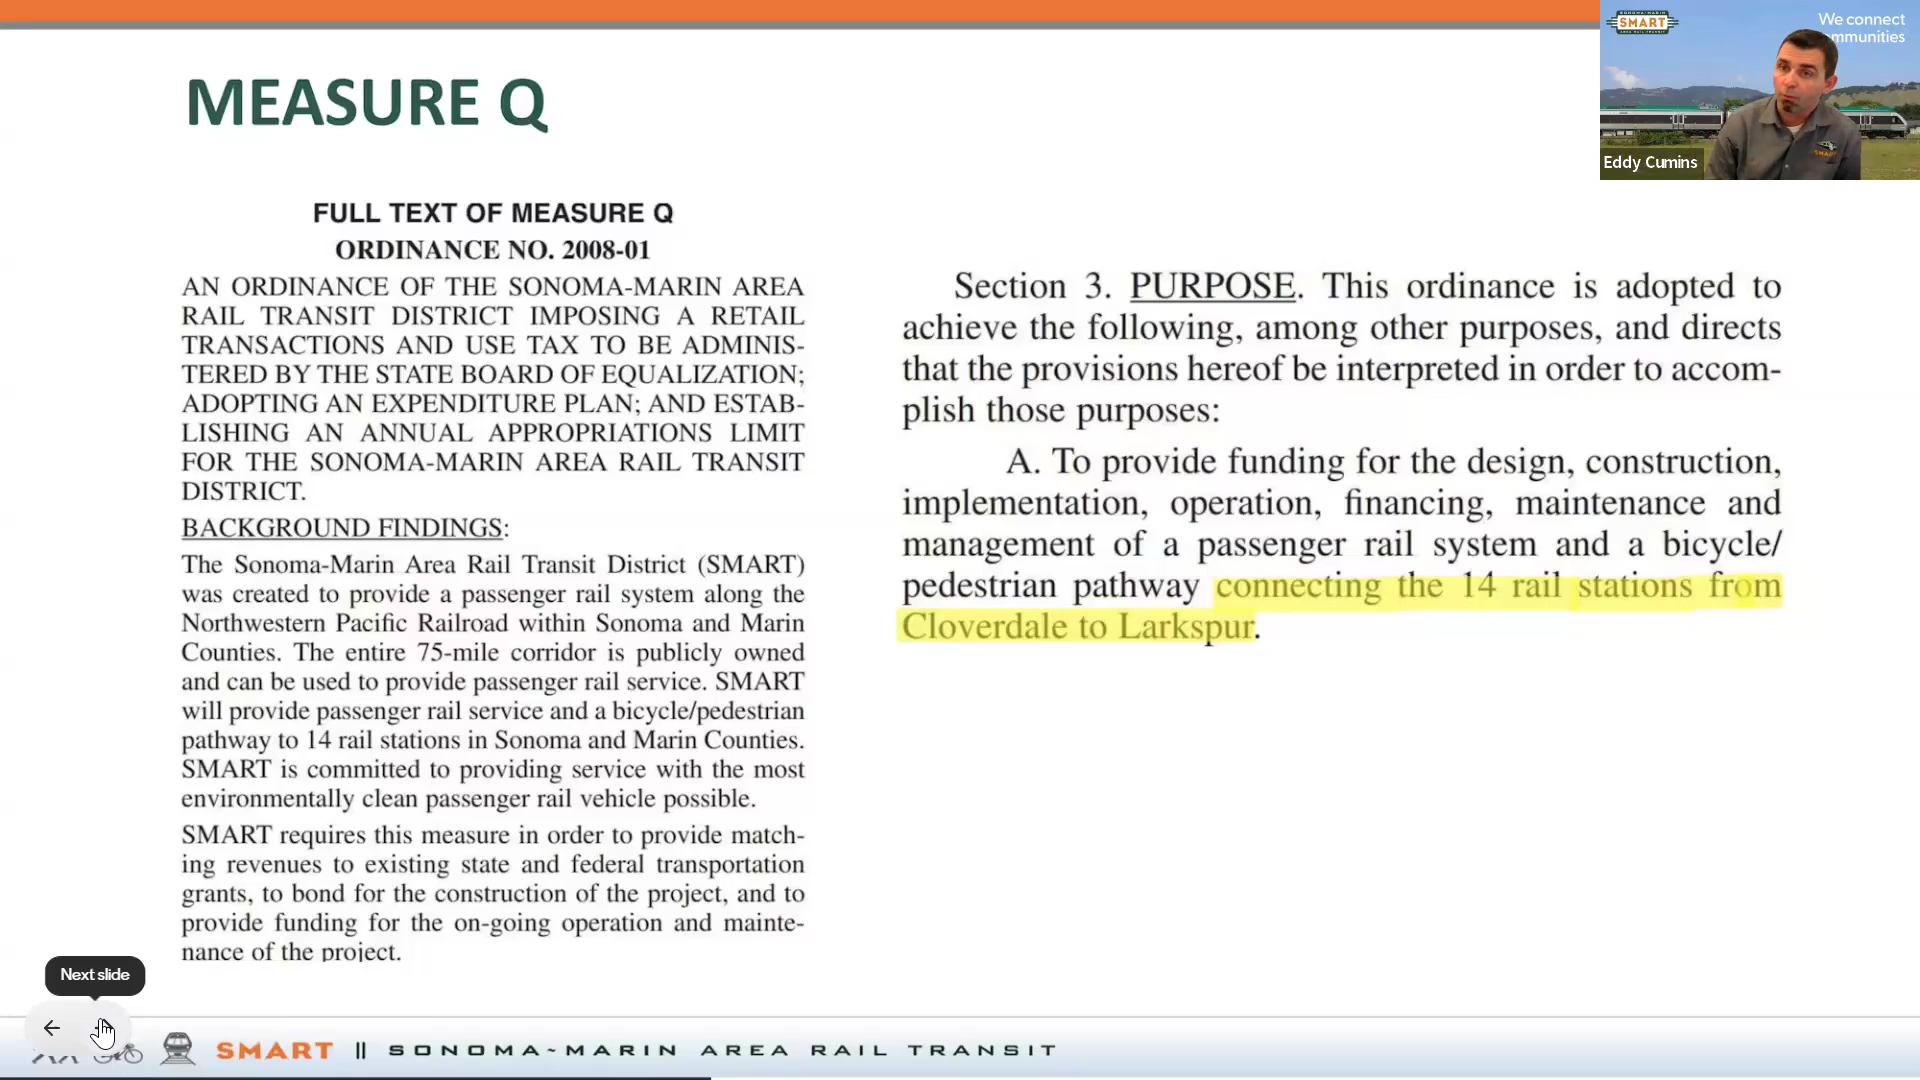 MEASURE Q
FULL TEXT OF MEASURE Q
ORDINANCE NO. 2008-01
AN ORDINANCE OF THE SONOMA-MARIN AREA
RAIL TRANSIT DISTRICT IMPOSING A RETAIL
TRANSACTIONS AND USE TAX TO BE ADMINIS-
TERED BY THE STATE BOARD OF EQUALIZATION;
ADOPTING AN EXPENDITURE PLAN; AND ESTAB-
LISHING AN ANNUAL APPROPRIATIONS LIMIT
FOR THE SONOMA-MARIN AREA RAIL TRANSIT
DISTRICT.
BACKGROUND FINDINGS:
The Sonoma-Marin Area Rail Transit District (SMART)
was created to provide a passenger rail system along the
Northwestern Pacific Railroad within Sonoma and Marin
Counties. The entire 75-mile corridor is publicly owned
and can be used to provide passenger rail service. SMART
will provide passenger rail service and a bicycle/pedestrian
pathway to 14 rail stations in Sonoma and Marin Counties.
SMART is committed to providing service with the most
environmentally clean passenger rail vehicle possible.
SMART requires this measure in order to provide match-
ing revenues to existing state and federal transportation
grants, to bond for the construction of the project, and to
provide funding for the on-going operation and mainte-
nance of the project.
Section 3. PURPOSE. This ordinance is adopted to
achieve the following, among other purposes, and directs
that the provisions hereof be interpreted in order to accom-
plish those purposes:
A. To provide funding for the design, construction,
implementation, operation, financing, maintenance and
management of a passenger rail system and a bicycle/
pedestrian pathway connecting the 14 rail stations from
Cloverdale to Larkspur.
SONOMA-MARIN
SMART
AREA RAIL TRANSIT
We connect
mmunities
SMART
Eddy Cumins
Next slide
SMART || SONOMA~MARIN AREA RAIL TRANSIT